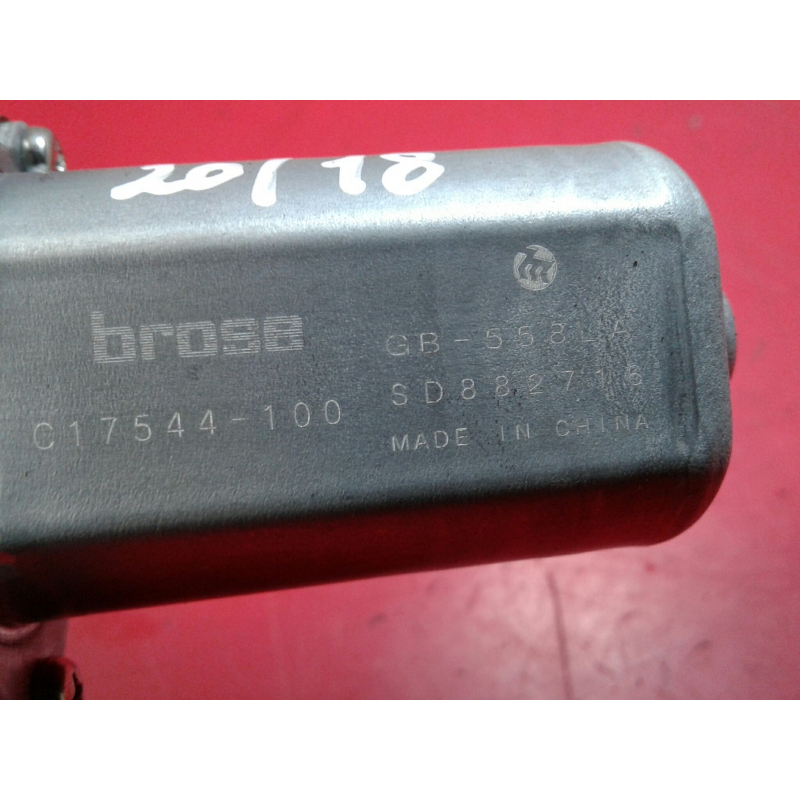 20/18
brose
GB-558LA
C17544-100
SD882716
MADE IN CHINA